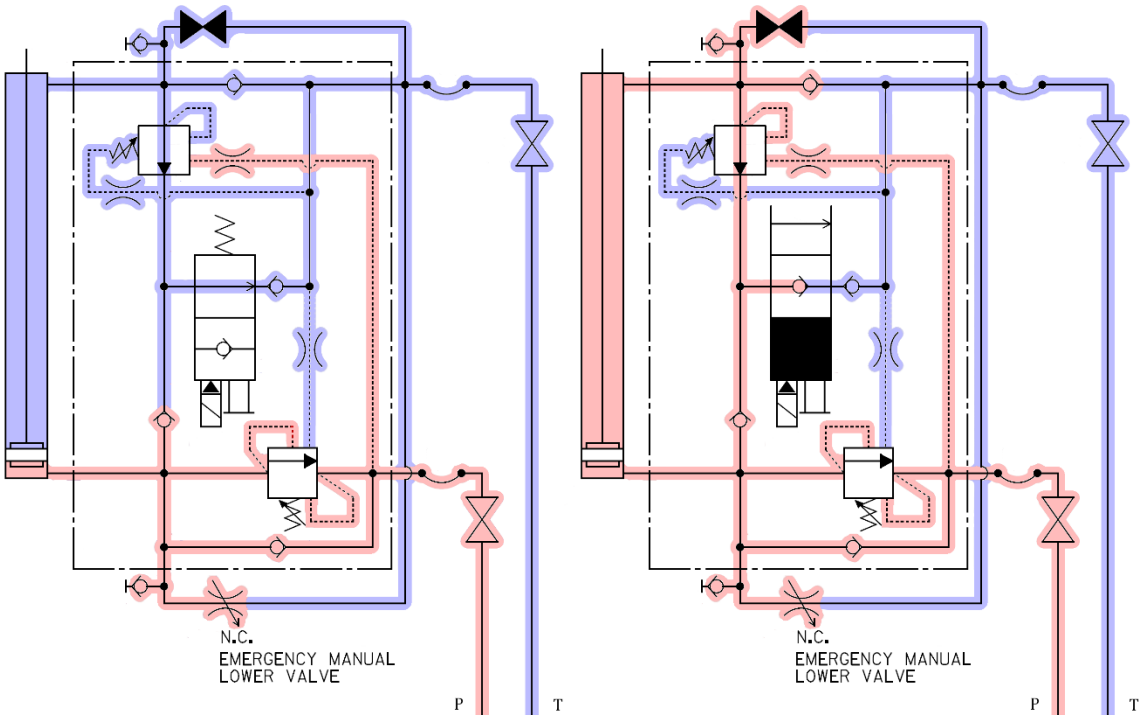 N.C.
EMERGENCY MANUAL
LOWER VALVE
P T
N.C.
EMERGENCY MANUAL
LOWER VALVE
P T